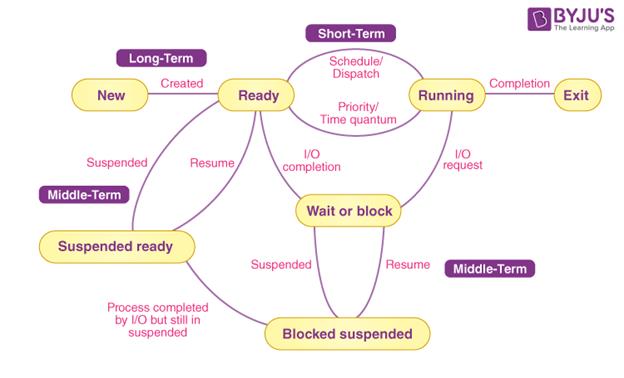 BYJU'S
The Learning App
Short-Term
Long-Term
Schedule/
Dispatch
Created
Completion
New
Ready
Running
Exit
Priority/
Time quantum
Suspended
Resume
I/O
completion
I/O
request
Middle-Term
Wait or block
Suspended ready
Suspended
Resume
Middle-Term
Process completed
by I/O but still in
suspended
Blocked suspended